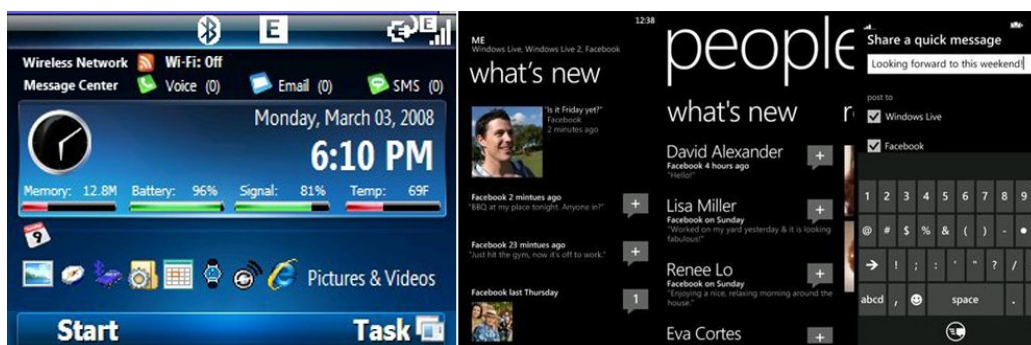 E
E
Wireless Network Wi-Fi: Off
Message Center Voice (0) Email (0) SMS (0)
Monday, March 03, 2008
6:10 PM
Memory: 12.8M Battery: 96% Signal: 81% Temp: 69F
9
Pictures & Videos
Start Task
12:38
ME
Windows Live, Windows Live 2, Facebook
what's new
"Is it Friday yet?"
Facebook
2 minutes ago
Facebook 2 mintues ago
"BBQ at my place tonight. Anyone in?"
+
Facebook 23 mintues ago
"Just hit the gym, now it's off to work."
+
Facebook last Thursday
1
people
what's new
r
David Alexander
Facebook 4 hours ago
"Hello!"
+
Lisa Miller
Facebook on Sunday
"Worked on my yard yesterday & it is looking
fabulous!"
+
Renee Lo
Facebook on Sunday
"Enjoying a nice, relaxing morning around the
house."
+
Eva Cortes
+
Share a quick message
Looking forward to this weekend!
post to
Windows Live
Facebook
1 2 3 4 5 6 7 8 9
@ # $ % & ( ) -
! ; : ' " ? /
abcd , space .